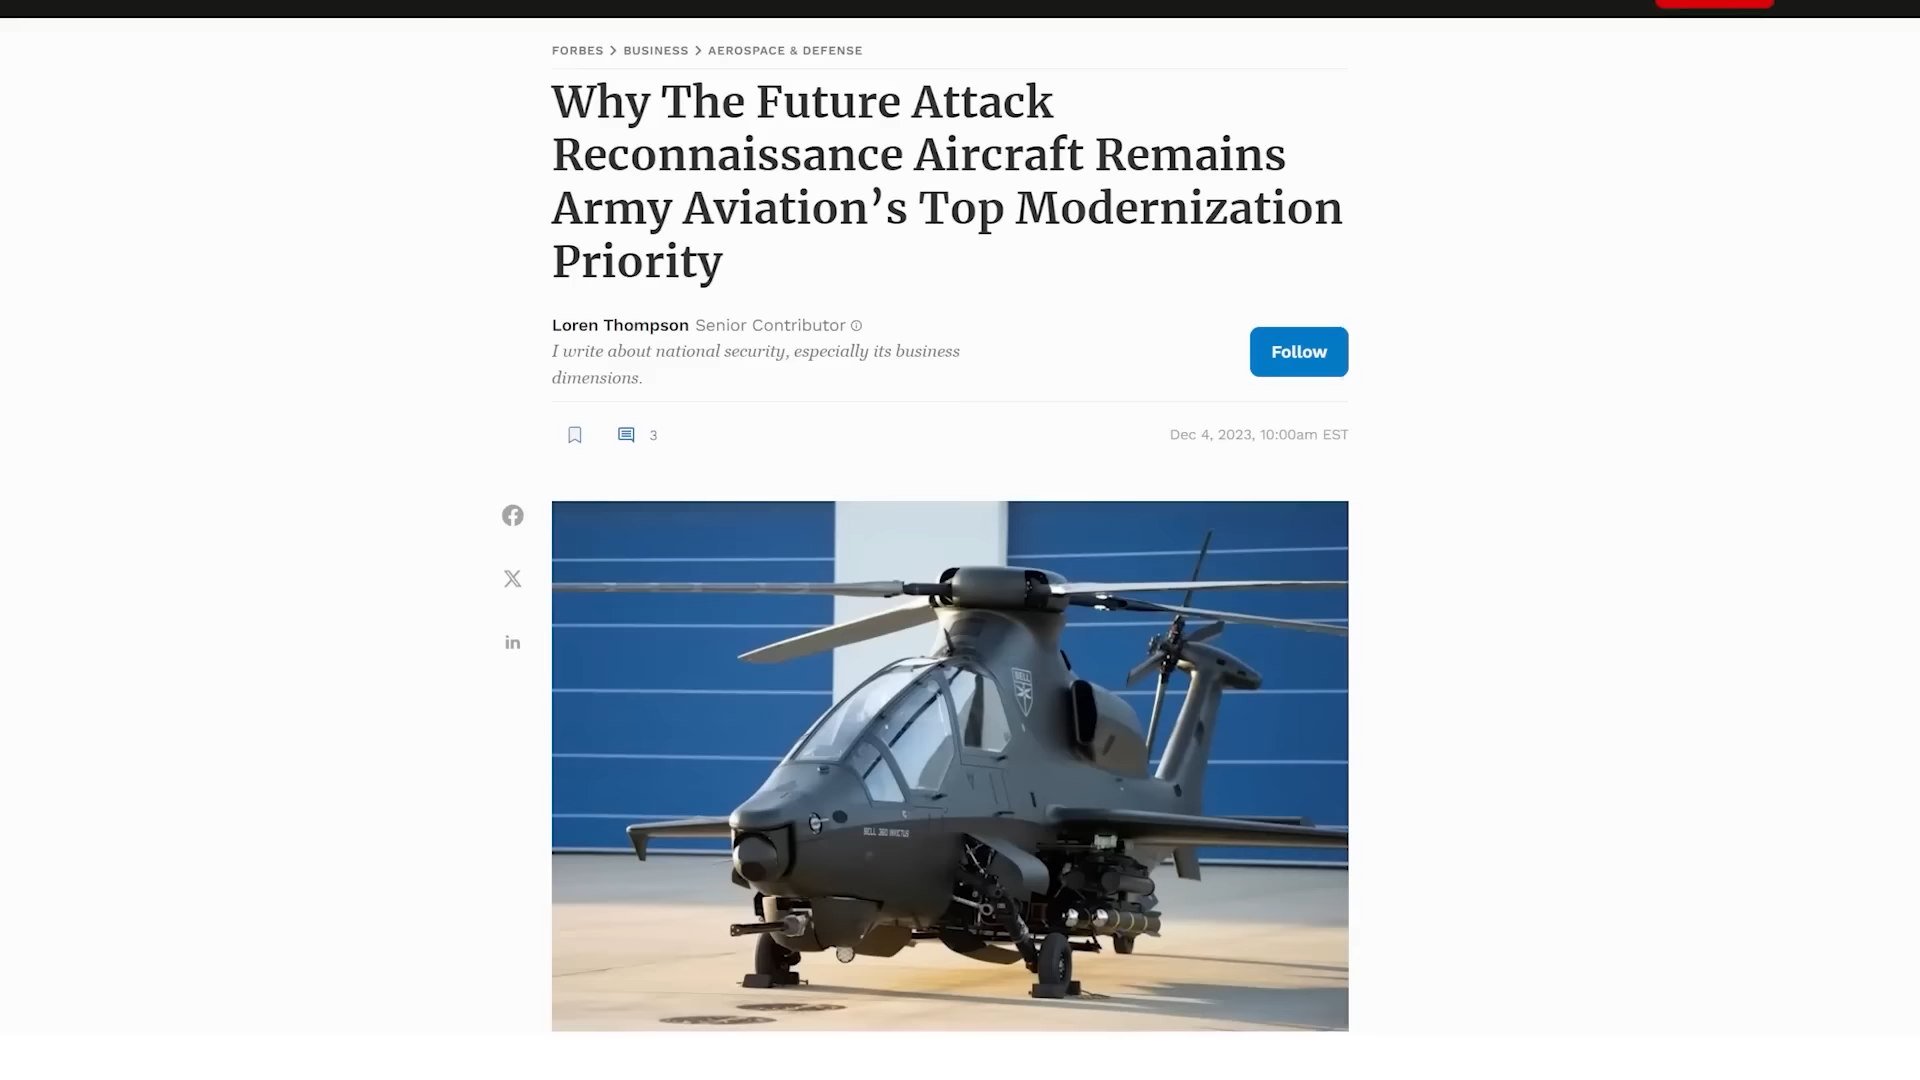 FORBES > BUSINESS > AEROSPACE & DEFENSE
Why The Future Attack
Reconnaissance Aircraft Remains
Army Aviation’s Top Modernization
Priority
Loren Thompson Senior Contributor
I write about national security, especially its business
dimensions.
Follow
3
Dec 4, 2023, 10:00am EST
BELL
BELL 360 INVICTUS